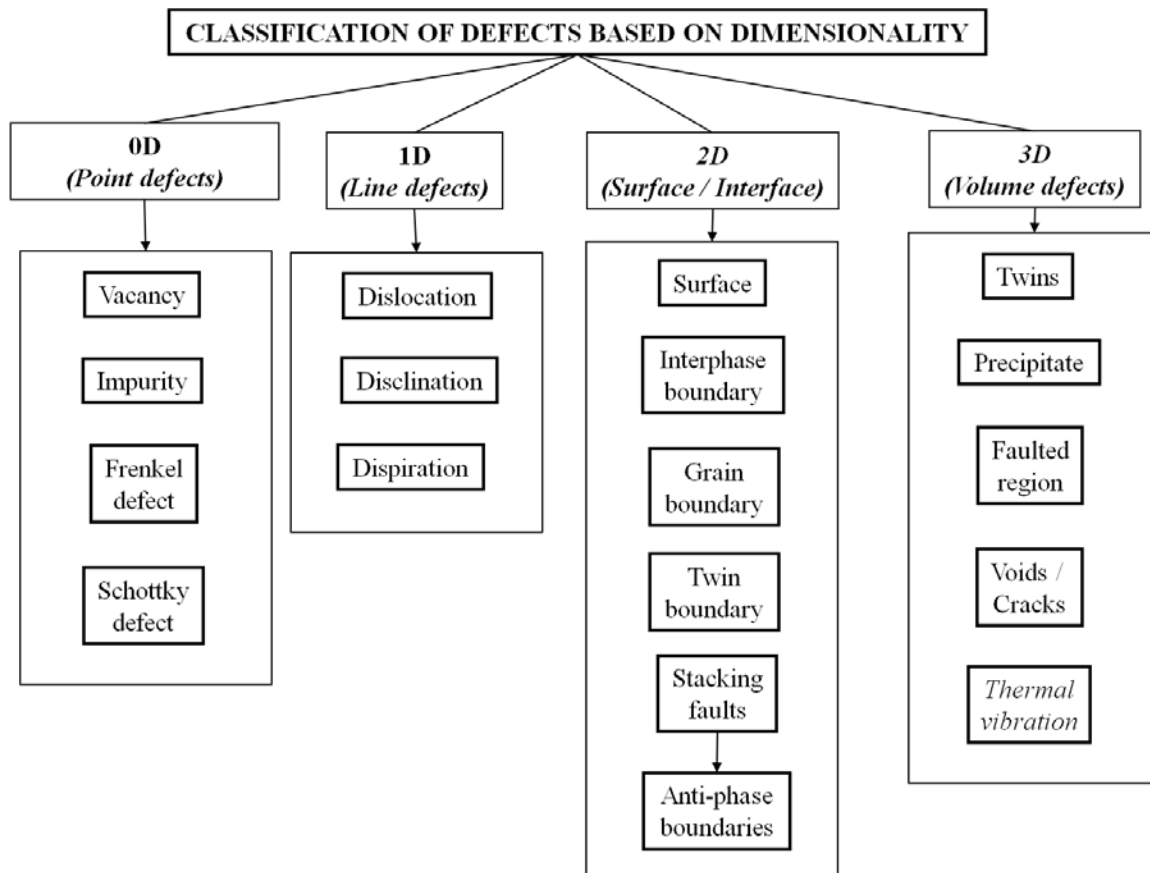 CLASSIFICATION OF DEFECTS BASED ON DIMENSIONALITY
0D
(Point defects)
Vacancy
Impurity
Frenkel
defect
Schottky
defect
1D
(Line defects)
Dislocation
Disclination
Dispiration
2D
(Surface / Interface)
Surface
Interphase
boundary
Grain
boundary
Twin
boundary
Stacking
faults
Anti-phase
boundaries
3D
(Volume defects)
Twins
Precipitate
Faulted
region
Voids /
Cracks
Thermal
vibration